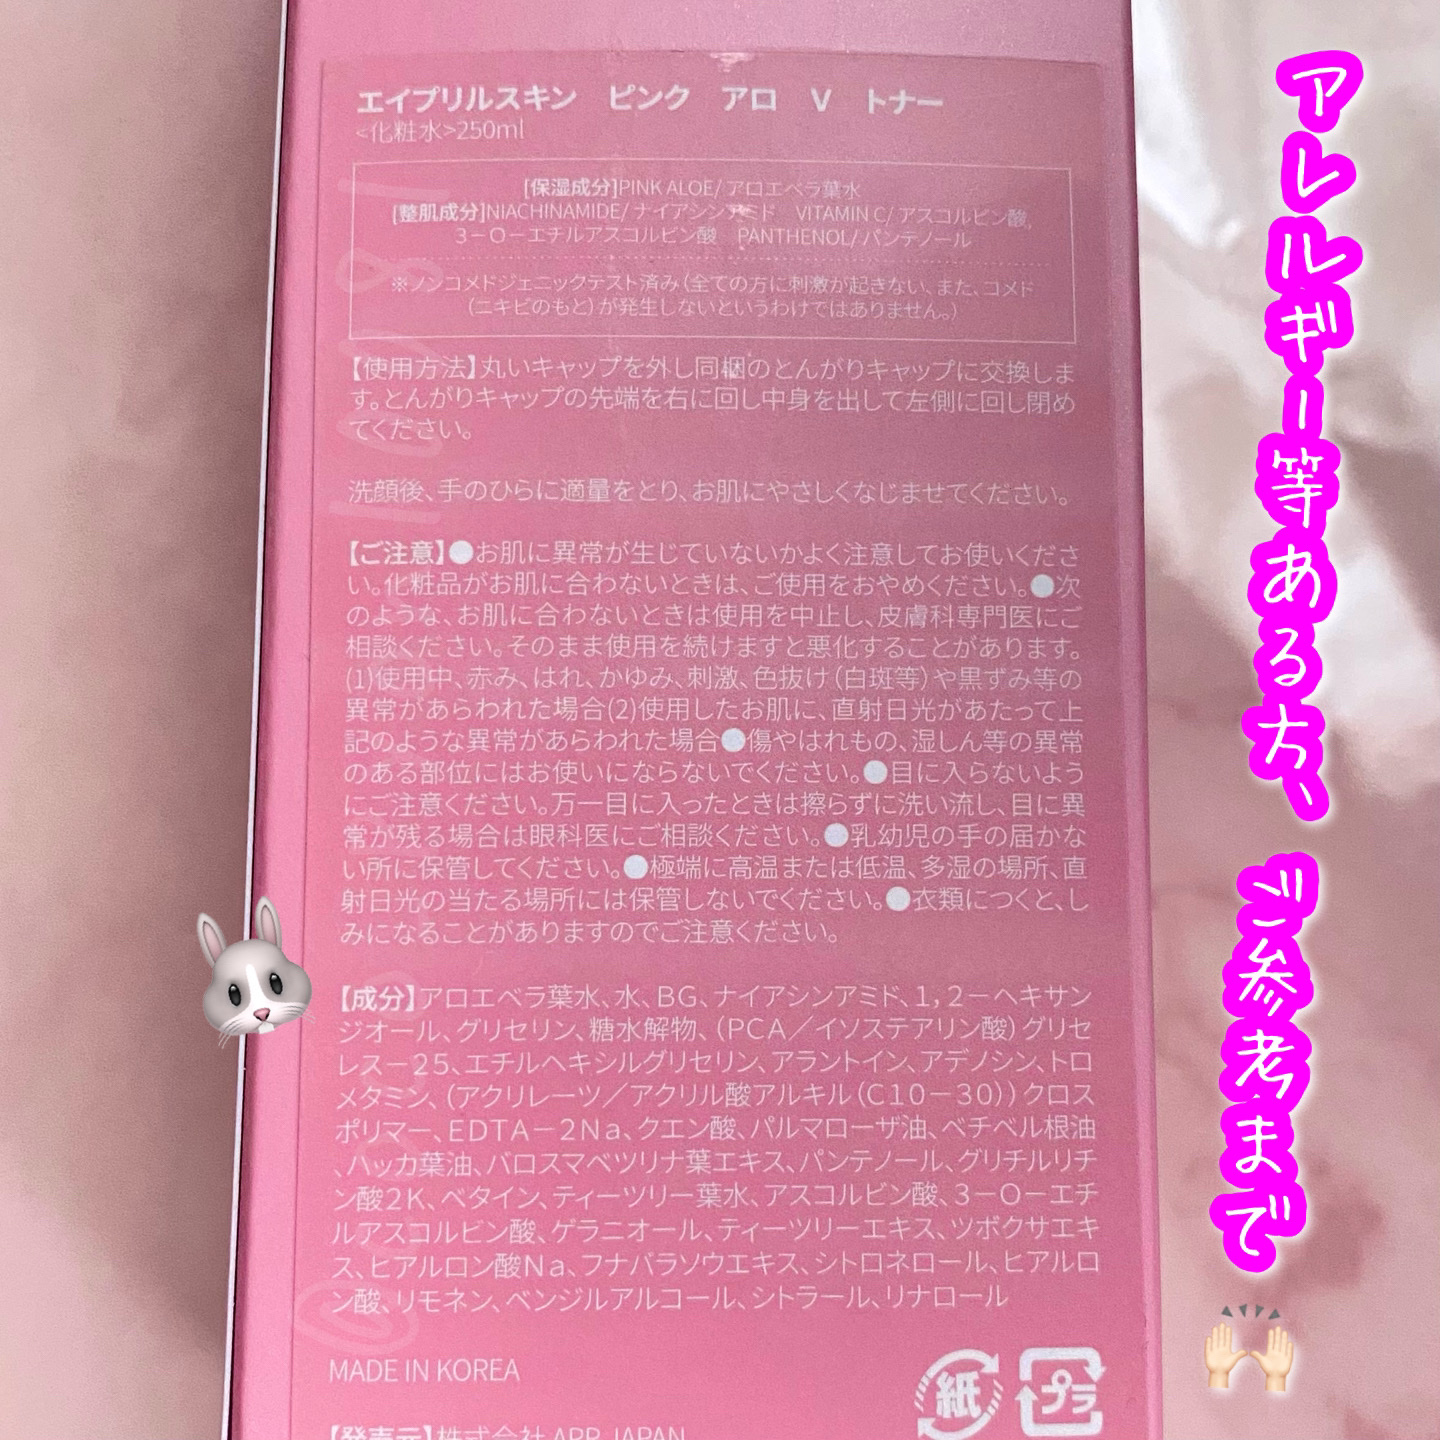 エイプリルスキン ピンク アロ V トナー
<化粧水>250ml
[保湿成分]PINK ALOE/ アロエベラ葉水
[整肌成分]NIACHINAMIDE/ ナイアシンアミド VITAMIN C/ アスコルビン酸,
3-O-エチルアスコルビン酸 PANTHENOL/パンテノール
※ノンコメドジェニックテスト済み(全ての方に刺激が起きない、また、コメド
(ニキビのもと)が発生しないというわけではありません。)
【使用方法】丸いキャップを外し同梱のとんがりキャップに交換しま
す。とんがりキャップの先端を右に回し中身を出して左側に回し閉め
てください。
洗顔後、手のひらに適量をとり、お肌にやさしくなじませてください。
【ご注意】●お肌に異常が生じていないかよく注意してお使いくださ
い。化粧品がお肌に合わないときは、ご使用をおやめください。●次
のような、お肌に合わないときは使用を中止し、皮膚科専門医にご
相談ください。そのまま使用を続けますと悪化することがあります。
(1)使用中、赤み、はれ、かゆみ、刺激、色抜け(白斑等)や黒ずみ等の
異常があらわれた場合(2)使用したお肌に、直射日光があたって上
記のような異常があらわれた場合●傷やはれもの、湿しん等の異常
のある部位にはお使いにならないでください。●目に入らないよう
にご注意ください。万一目に入ったときは擦らずに洗い流し、目に異
常が残る場合は眼科医にご相談ください。●乳幼児の手の届かな
い所に保管してください。●極端に高温または低温、多湿の場所、直
射日光の当たる場所には保管しないでください。●衣類につくと、し
みになることがありますのでご注意ください。
【成分】アロエベラ葉水、水、BG、ナイアシンアミド、1,2-ヘキサン
ジオール、グリセリン、糖水解物、(PCA/イソステアリン酸)グリセ
レス-25、エチルヘキシルグリセリン、アラントイン、アデノシン、トロ
メタミン、(アクリレーツ/アクリル酸アルキル(C10-30))クロス
ポリマー、EDTA-2Na、クエン酸、パルマローザ油、ベチベル根油
、ハッカ葉油、バロスマベツリナ葉エキス、パンテノール、グリチルリチ
ン酸2K、ベタイン、ティーツリー葉水、アスコルビン酸、3-O-エチ
ルアスコルビン酸、ゲラニオール、ティーツリーエキス、ツボクサエキ
ス、ヒアルロン酸Na、フナバラソウエキス、シトロネロール、ヒアルロ
ン酸、リモネン、ベンジルアルコール、シトラール、リナロール
MADE IN KOREA
紙
プラ
【発売元】株式会社 APR JAPAN
アレルギー等ある方、ご参考まで